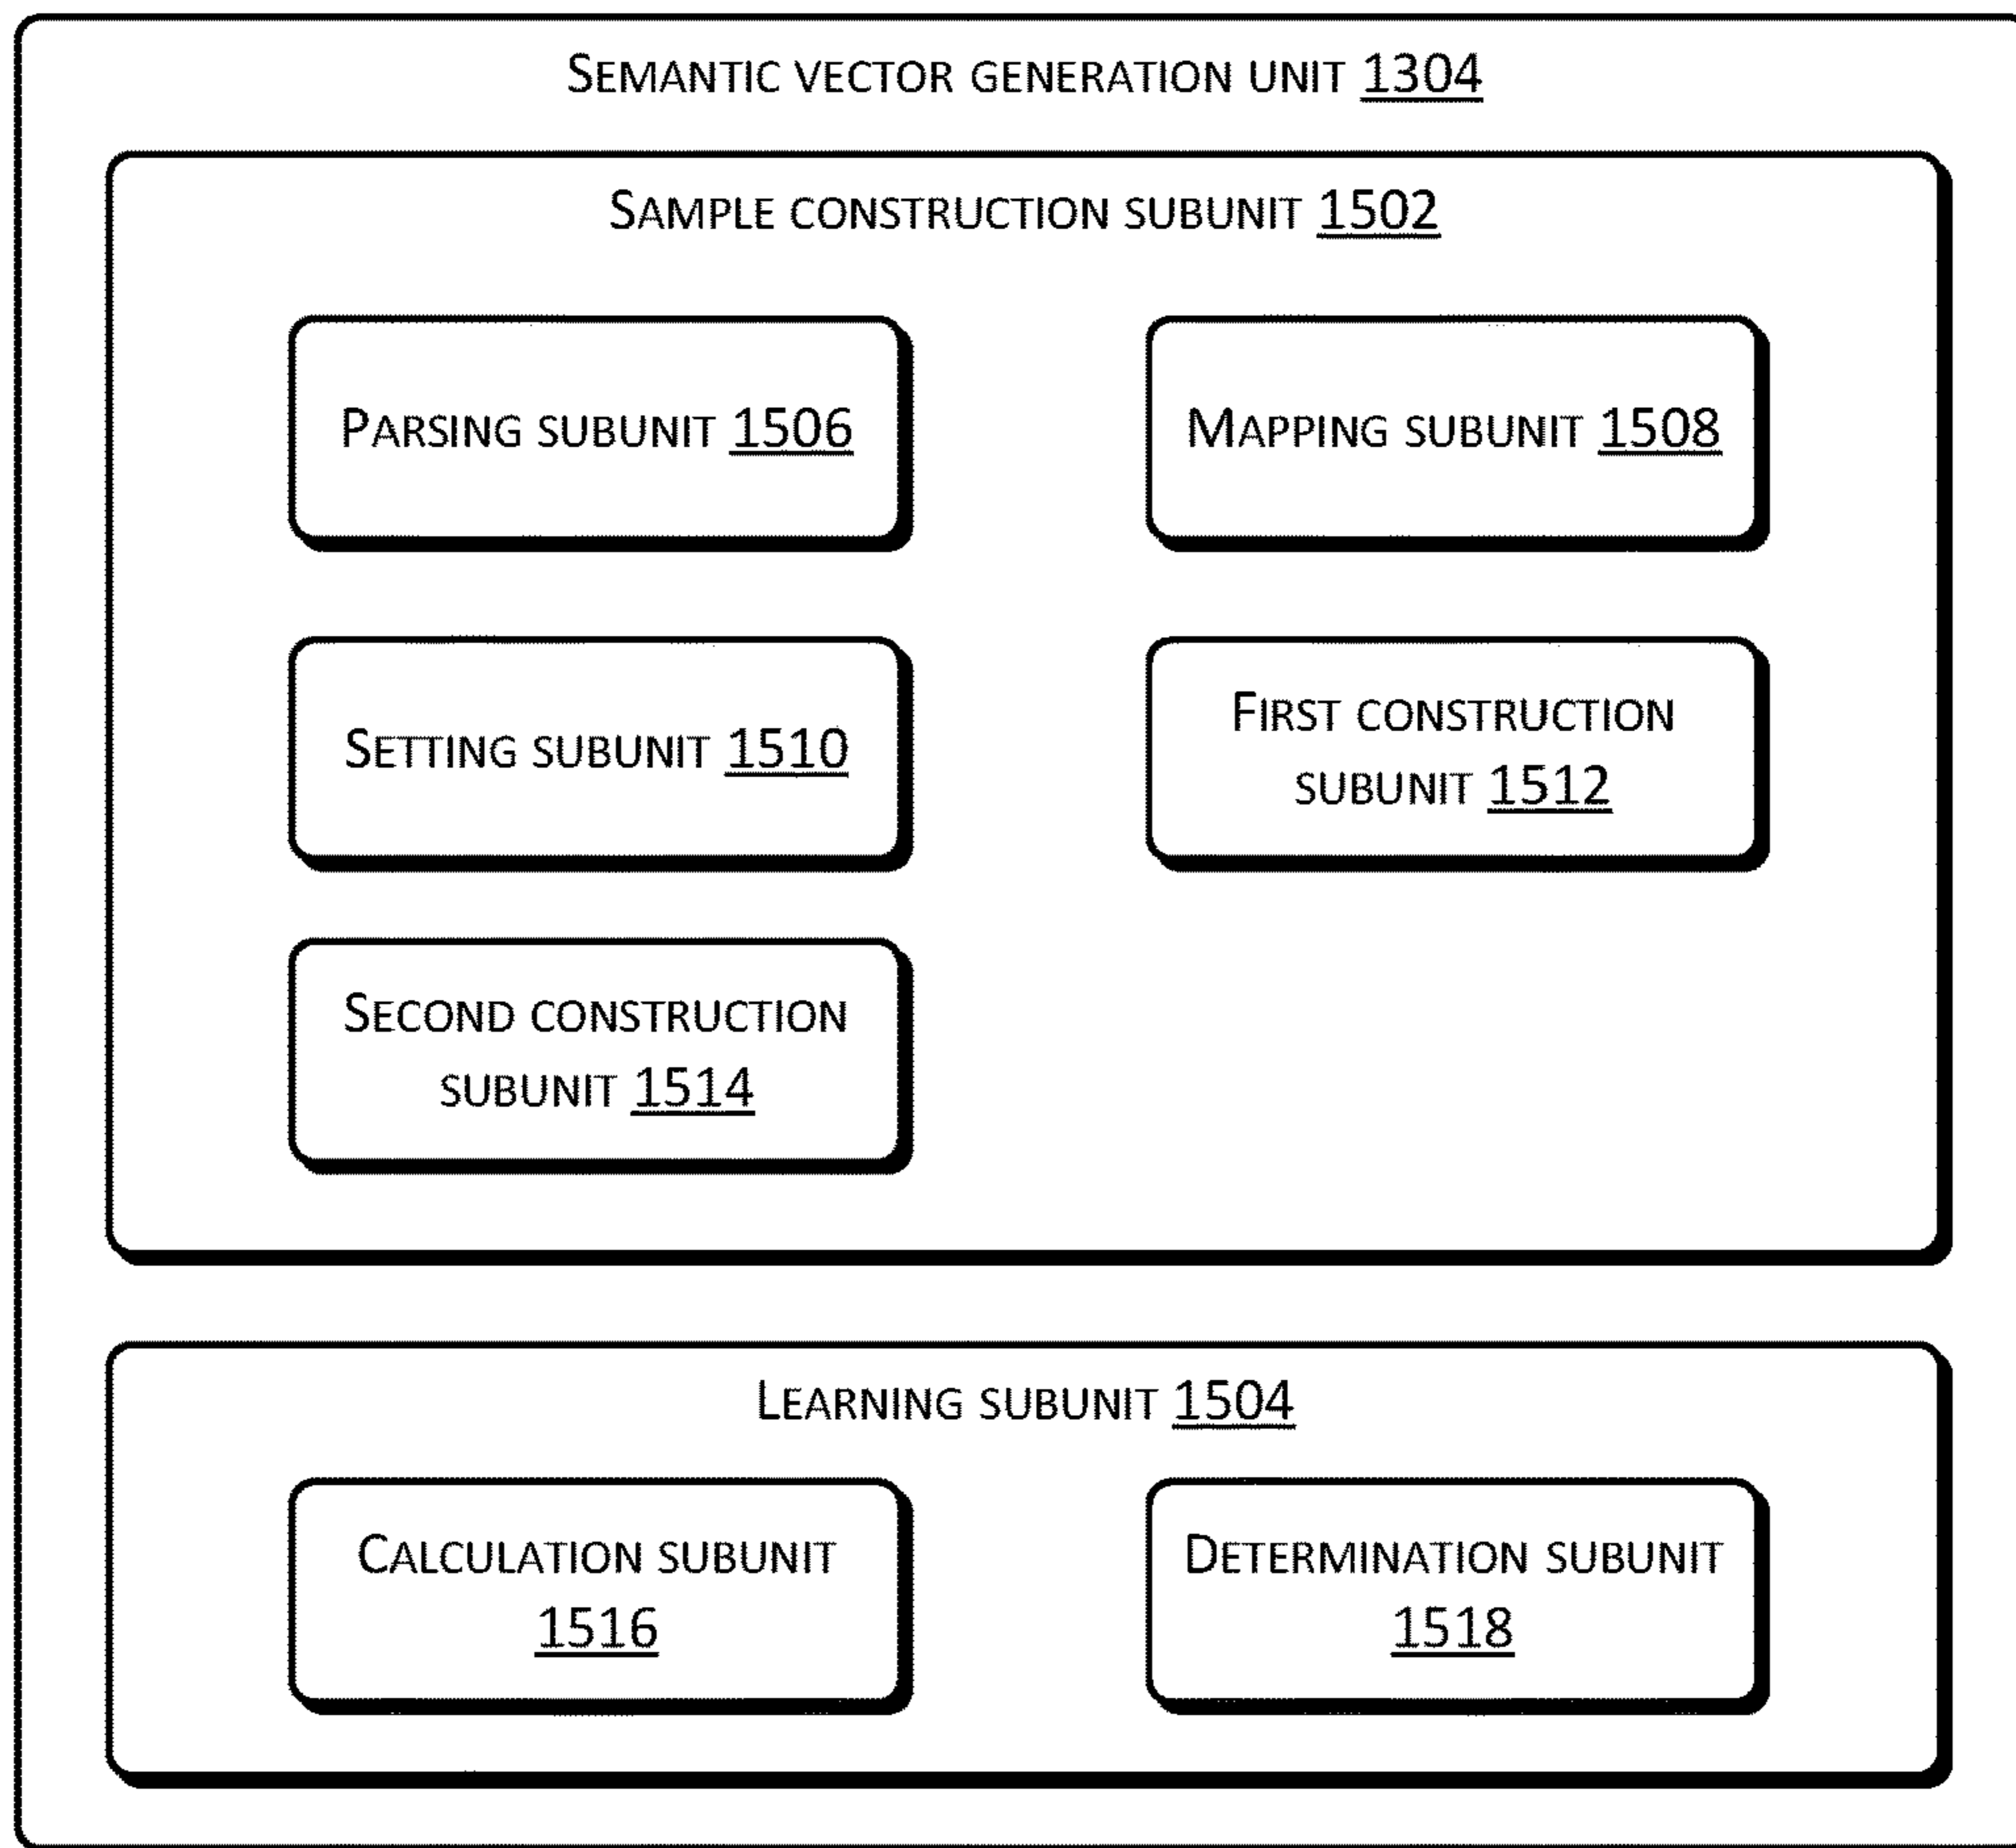 Semantic vector generation unit 1304
Sample construction subunit 1502
Parsing subunit 1506
Mapping subunit 1508
Setting subunit 1510
First construction
subunit 1512
Second construction
subunit 1514
Learning subunit 1504
Calculation subunit
1516
Determination subunit
1518